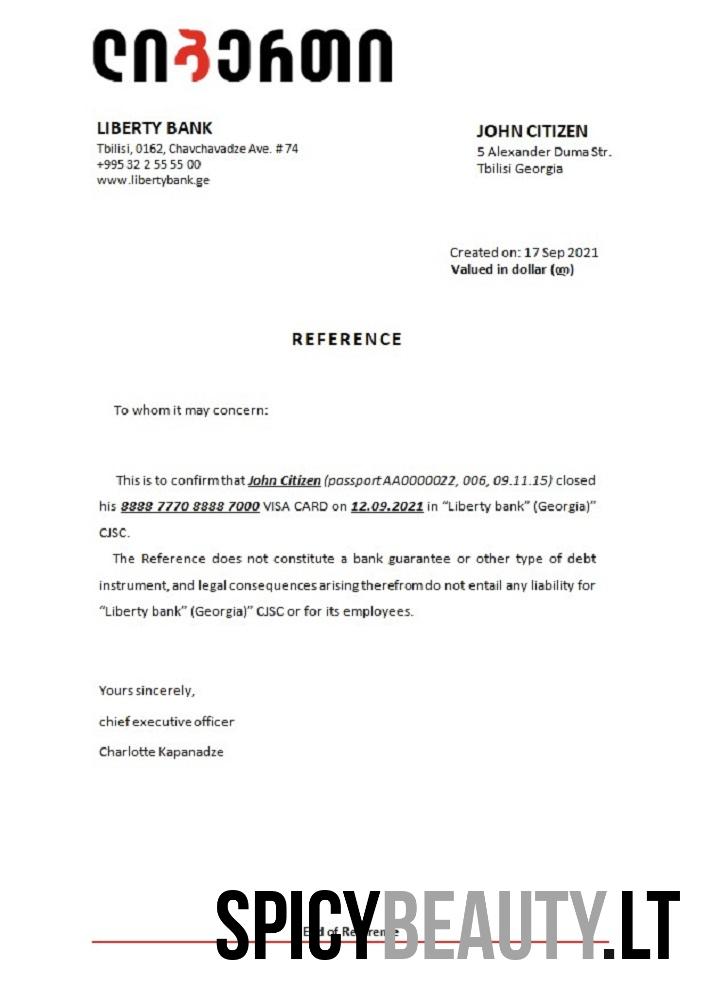 ლიბერთი
LIBERTY BANK
Tbilisi, 0162, Chavchavadze Ave. # 74
+995 32 2 55 55 00
www.libertybank.ge
JOHN CITIZEN
5 Alexander Duma Str.
Tbilisi Georgia
Created on: 17 Sep 2021
Valued in dollar (თ)
REFERENCE
To whom it may concern:
This is to confirm that John Citizen (passport AA0000022, 006, 09.11.15) closed
his 8888 7770 8888 7000 VISA CARD on 12.09.2021 in “Liberty bank” (Georgia)”
CJSC.
The Reference does not constitute a bank guarantee or other type of debt
instrument, and legal consequences arising therefrom do not entail any liability for
“Liberty bank” (Georgia)” CJSC or for its employees.
Yours sincerely,
chief executive officer
Charlotte Kapanadze
End of Reference
SPICYBEAUTY.LT